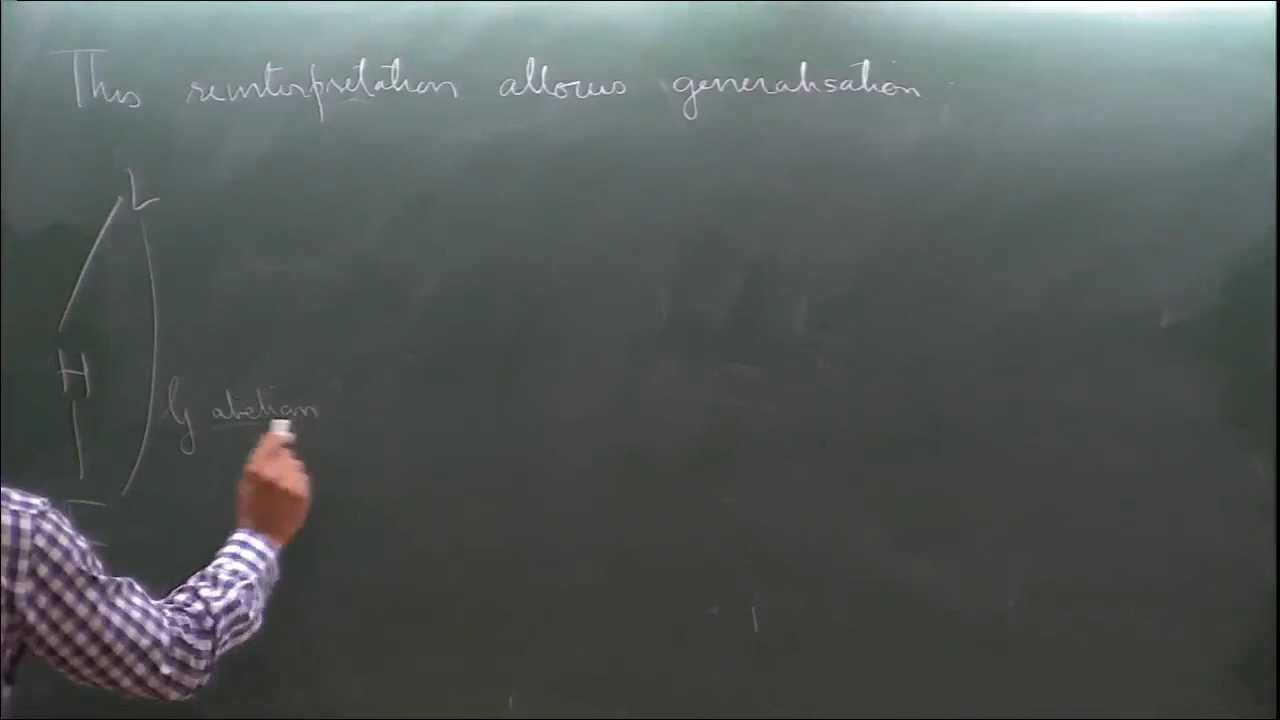 This reinterpretation allows generalisation.
L
H
G abelian